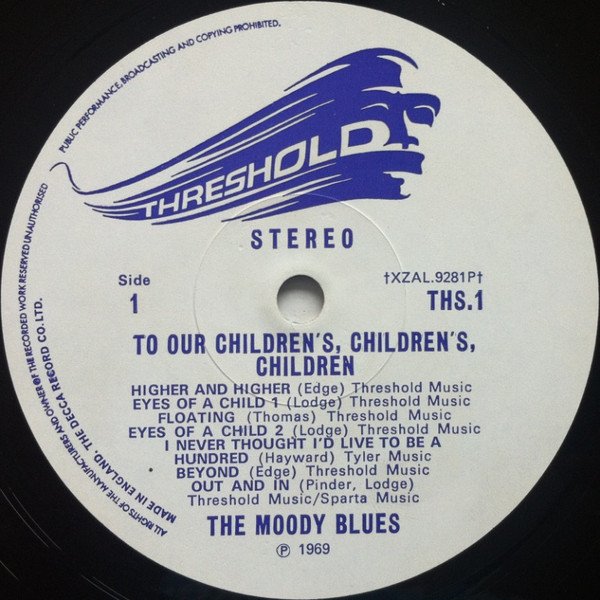 PUBLIC PERFORMANCE, BROADCASTING AND COPYING PROHIBITED.
THRESHOLD
STEREO
Side
1
†XZAL.9281P†
THS.1
TO OUR CHILDREN'S, CHILDREN'S,
CHILDREN
HIGHER AND HIGHER (Edge) Threshold Music
EYES OF A CHILD 1 (Lodge) Threshold Music
FLOATING (Thomas) Threshold Music
EYES OF A CHILD 2 (Lodge) Threshold Music
I NEVER THOUGHT I'D LIVE TO BE A
HUNDRED (Hayward) Tyler Music
BEYOND (Edge) Threshold Music
OUT AND IN (Pinder, Lodge)
Threshold Music/Sparta Music
THE MOODY BLUES
℗ 1969
ALL RIGHTS OF THE MANUFACTURERS AND OWNER OF THE RECORDED WORK RESERVED UNAUTHORISED
MADE IN ENGLAND. THE DECCA RECORD CO. LTD.